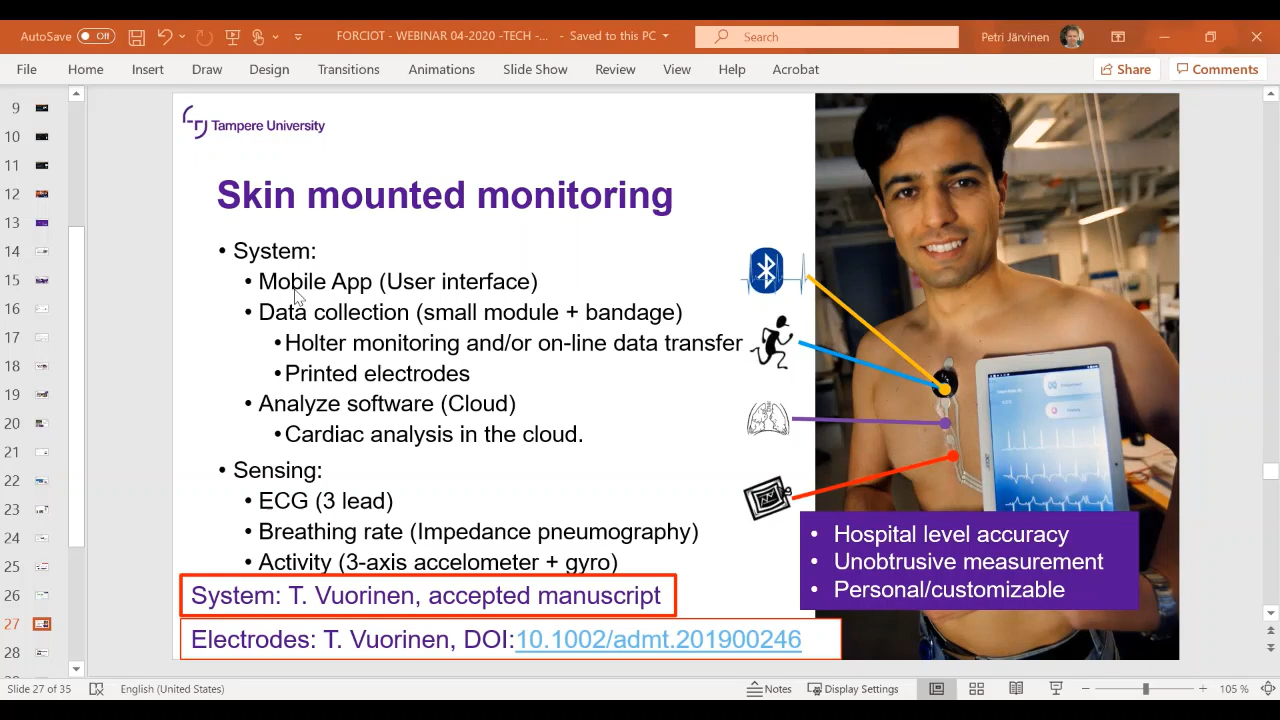 AutoSave Off FORCIOT - WEBINAR 04-2020 -TECH -... - Saved to this PC Search Petri Järvinen
File Home Insert Draw Design Transitions Animations Slide Show Review View Help Acrobat Share Comments
9
10
11
12
13
14
15
16
17
18
19
20
21
22
23
24
25
26
27
28
Tampere University
Skin mounted monitoring
• System:
• Mobile App (User interface)
• Data collection (small module + bandage)
• Holter monitoring and/or on-line data transfer
• Printed electrodes
• Analyze software (Cloud)
• Cardiac analysis in the cloud.
• Sensing:
• ECG (3 lead)
• Breathing rate (Impedance pneumography)
• Activity (3-axis accelometer + gyro)
System: T. Vuorinen, accepted manuscript
Electrodes: T. Vuorinen, DOI:10.1002/admt.201900246
acer
• Hospital level accuracy
• Unobtrusive measurement
• Personal/customizable
Slide 27 of 35 English (United States) Notes Display Settings 105 %